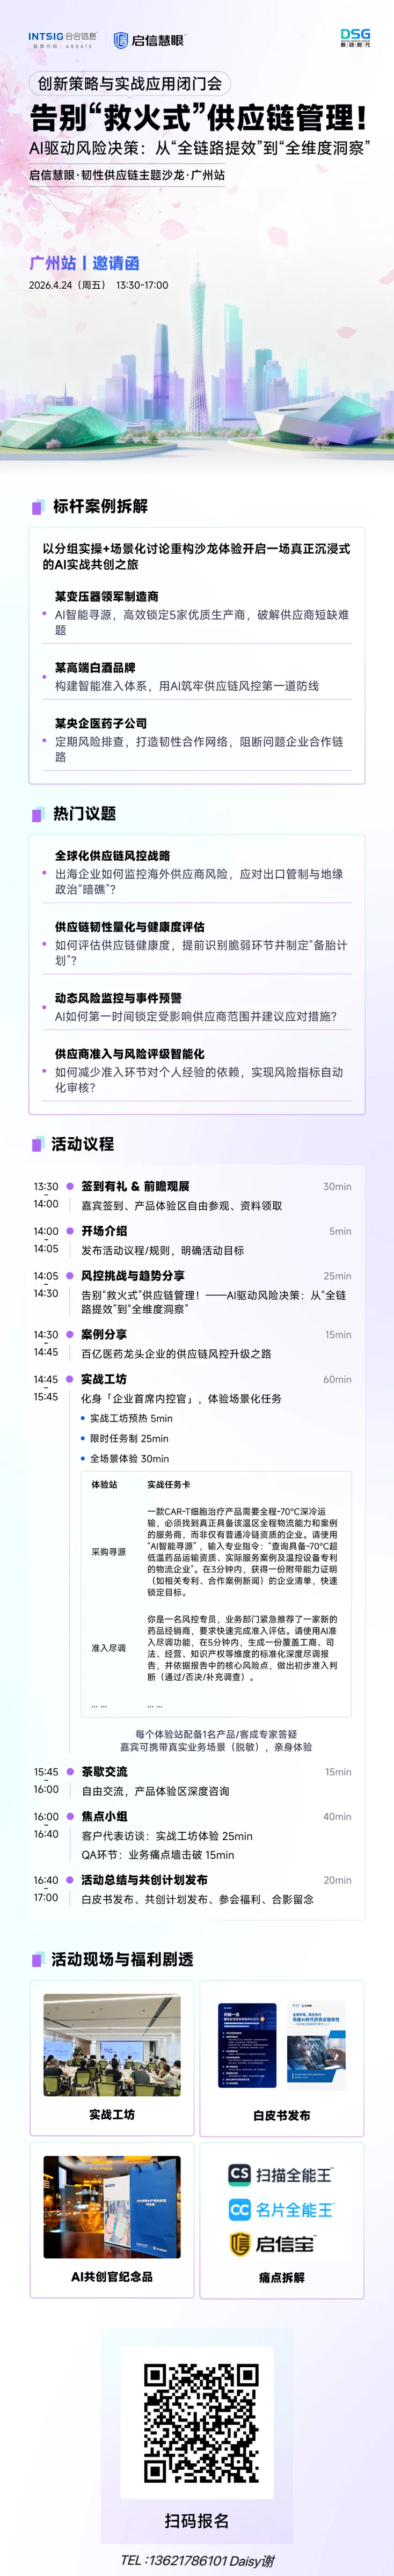 INTSIG 合合信息
股票代码：688615
启信慧眼
DSG
数创时代
创新策略与实战应用闭门会
告别“救火式”供应链管理！
AI驱动风险决策：从“全链路提效”到“全维度洞察”
启信慧眼·韧性供应链主题沙龙·广州站
广州站丨邀请函
2026.4.24（周五） 13:30-17:00
标杆案例拆解
以分组实操+场景化讨论重构沙龙体验开启一场真正沉浸式
的AI实战共创之旅
某变压器领军制造商
AI智能寻源，高效锁定5家优质生产商，破解供应商短缺难
题
某高端白酒品牌
构建智能准入体系，用AI筑牢供应链风控第一道防线
某央企医药子公司
定期风险排查，打造韧性合作网络，阻断问题企业合作链
路
热门议题
全球化供应链风控战略
出海企业如何监控海外供应商风险，应对出口管制与地缘
政治“暗礁”？
供应链韧性量化与健康度评估
如何评估供应链健康度，提前识别脆弱环节并制定“备胎计
划”？
动态风险监控与事件预警
AI如何第一时间锁定受影响供应商范围并建议应对措施？
供应商准入与风险评级智能化
如何减少准入环节对个人经验的依赖，实现风险指标自动
化审核？
活动议程
13:30
-
14:00
签到有礼 & 前瞻观展
30min
嘉宾签到、产品体验区自由参观、资料领取
14:00
-
14:05
开场介绍
5min
发布活动议程/规则，明确活动目标
14:05
-
14:30
风控挑战与趋势分享
25min
告别“救火式”供应链管理！——AI驱动风险决策：从“全链
路提效”到“全维度洞察”
14:30
-
14:45
案例分享
15min
百亿医药龙头企业的供应链风控升级之路
14:45
-
15:45
实战工坊
60min
化身「企业首席内控官」，体验场景化任务
实战工坊预热 5min
限时任务制 25min
全场景体验 30min
体验站 实战任务卡
采购寻源
一款CAR-T细胞治疗产品需要全程-70°C深冷运
输，必须找到真正具备该温区全程物流能力和案例
的服务商，而非仅有普通冷链资质的企业。请使用
“AI智能寻源”，输入专业指令：“查询具备-70°C超
低温药品运输资质、实际服务案例及温控设备专利
的物流企业”。在3分钟内，获得一份附带能力证明
（如相关专利、合作案例新闻）的企业清单，快速
锁定目标。
准入尽调
你是一名风控专员，业务部门紧急推荐了一家新的
药品经销商，要求快速完成准入评估。请使用AI准
入尽调功能，在5分钟内，生成一份覆盖工商、司
法、经营、知识产权等维度的标准化深度尽调报
告，并依据报告中的核心风险点，做出初步准入判
断（通过/否决/补充调查）。
... ... ... ...
每个体验站配备1名产品/客成专家答疑
嘉宾可携带真实业务场景（脱敏），亲身体验
15:45
-
16:00
茶歇交流
15min
自由交流，产品体验区深度咨询
16:00
-
16:40
焦点小组
40min
客户代表访谈：实战工坊体验 25min
QA环节：业务痛点墙击破 15min
16:40
-
17:00
活动总结与共创计划发布
20min
白皮书发布、共创计划发布、参会福利、合影留念
活动现场与福利剧透
实战工坊
白皮书发布
AI共创官纪念品
CS 扫描全能王
CC 名片全能王
启信宝
痛点拆解
扫码报名
TEL :13621786101 Daisy谢